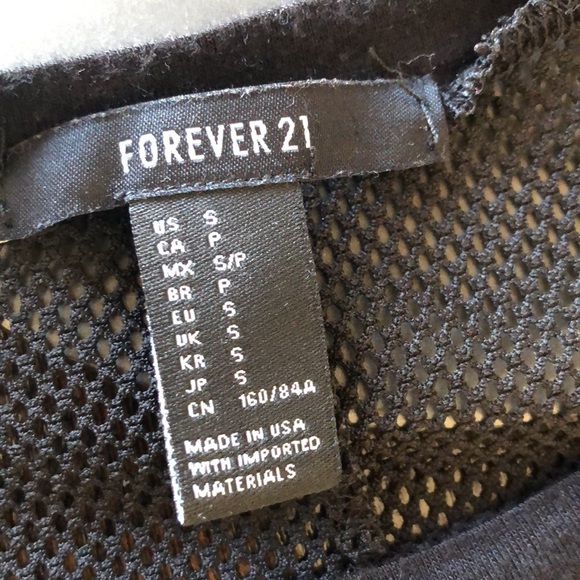 FOREVER 21
US S
CA P
MX S/P
BR P
EU S
UK S
KR S
JP S
CN 160/84A
MADE IN USA
WITH IMPORTED
MATERIALS